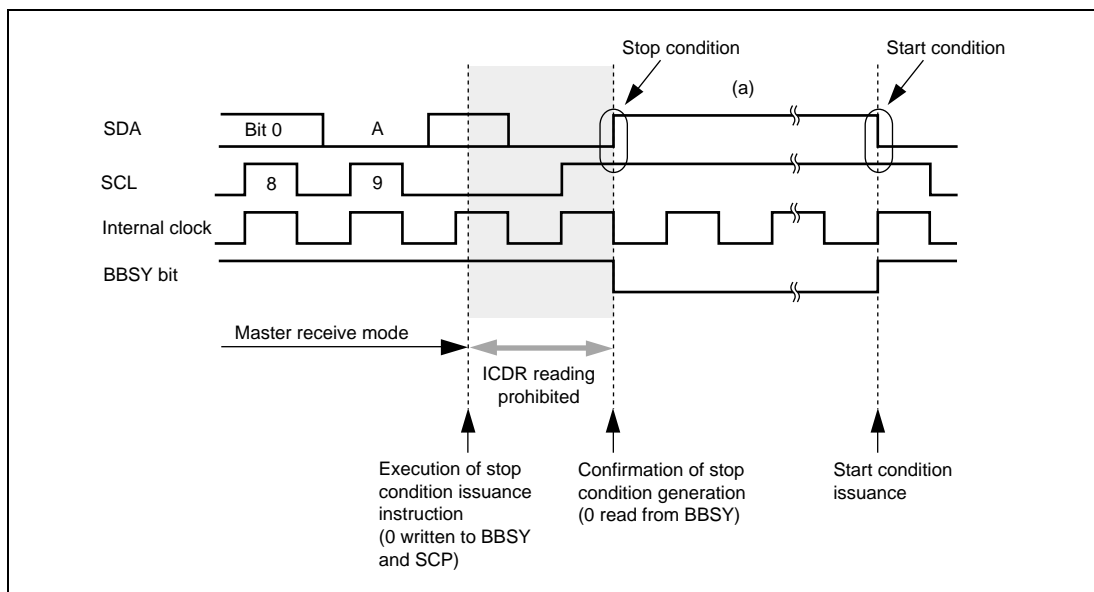 Stop condition
Start condition
(a)
SDA
Bit 0
A
SCL
8
9
Internal clock
BBSY bit
Master receive mode
ICDR reading
prohibited
Execution of stop
condition issuance
instruction
(0 written to BBSY
and SCP)
Confirmation of stop
condition generation
(0 read from BBSY)
Start condition
issuance